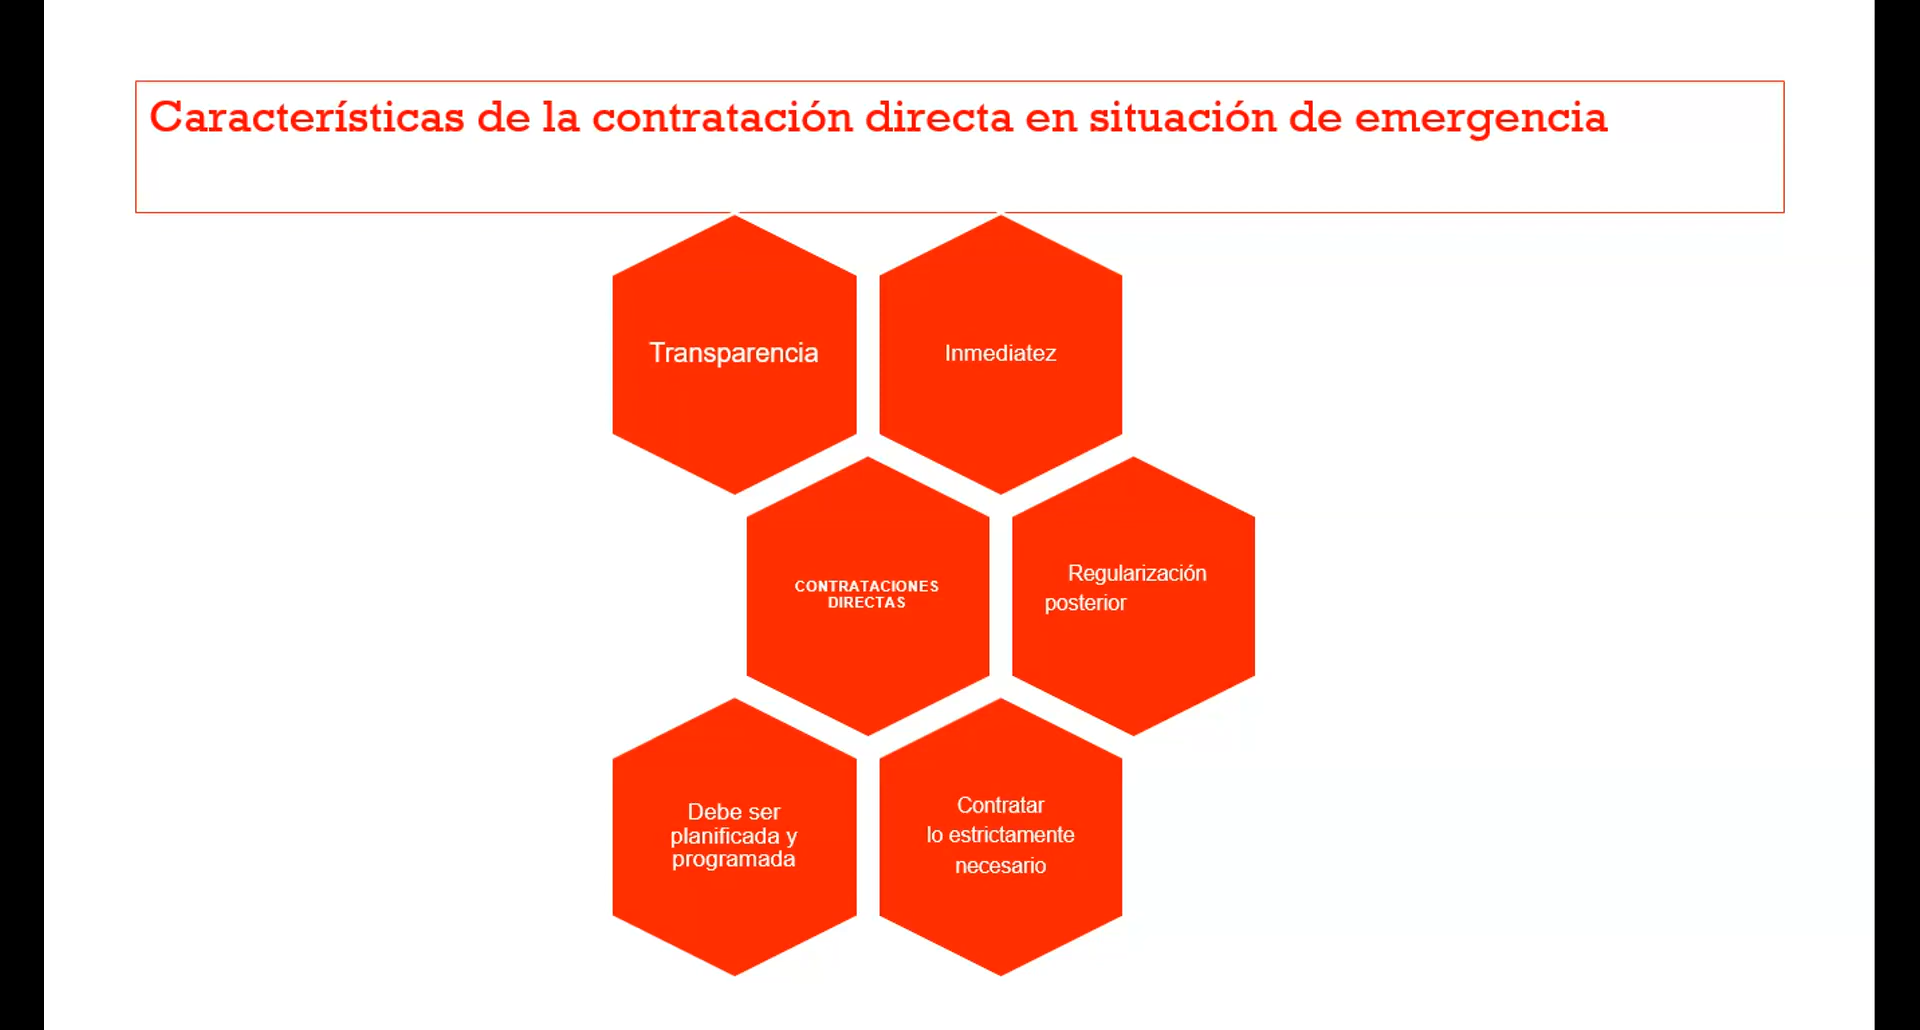 Características de la contratación directa en situación de emergencia
Transparencia
Inmediatez
CONTRATACIONES
DIRECTAS
Regularización
posterior
Debe ser
planificada y
programada
Contratar
lo estrictamente
necesario